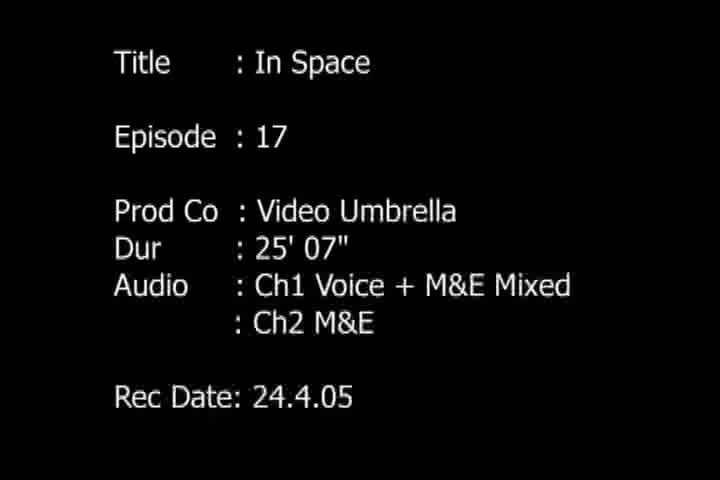 Title : In Space
Episode : 17
Prod Co : Video Umbrella
Dur : 25' 07"
Audio : Ch1 Voice + M&E Mixed
: Ch2 M&E
Rec Date: 24.4.05